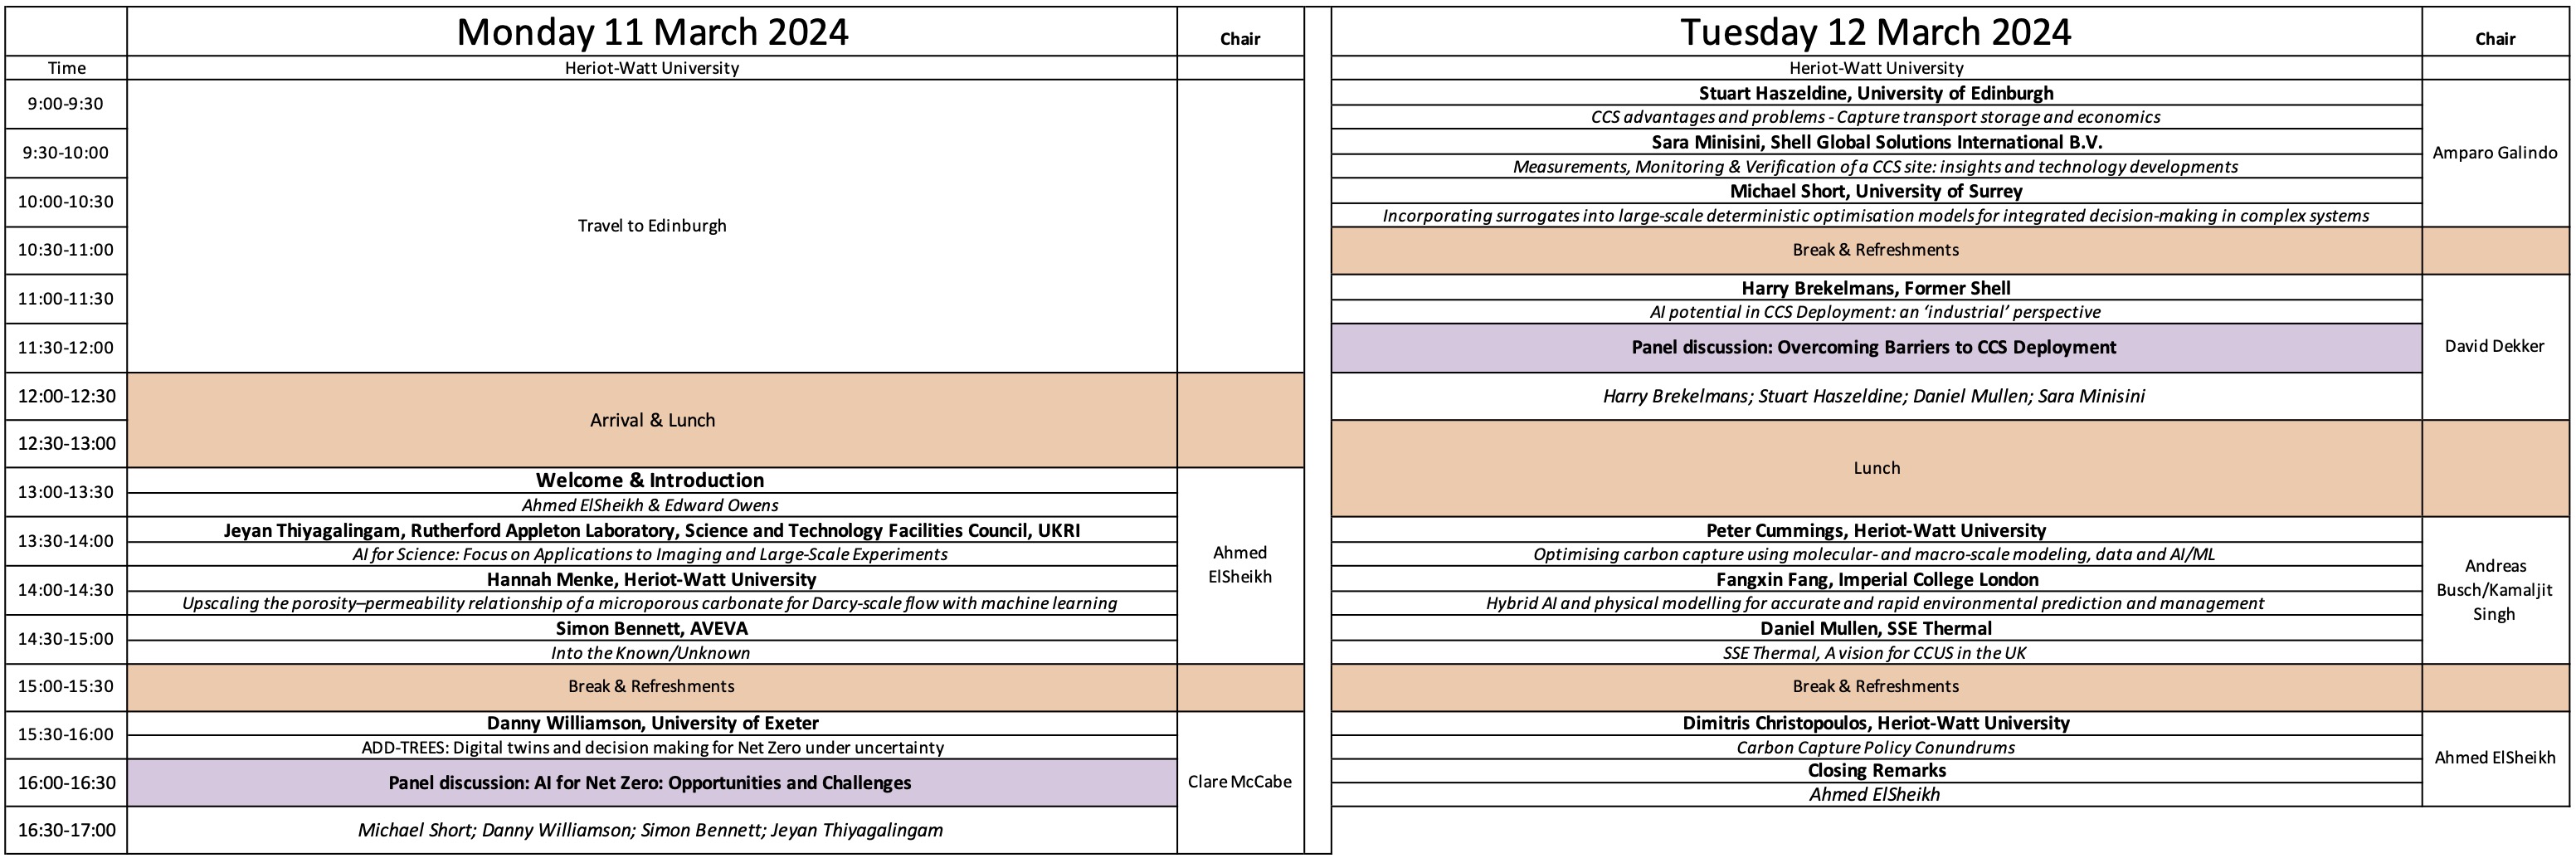 Monday 11 March 2024 Chair Tuesday 12 March 2024 Chair
Time Heriot-Watt University Heriot-Watt University
9:00-9:30 Stuart Haszeldine, University of Edinburgh
CCS advantages and problems - Capture transport storage and economics
9:30-10:00 Sara Minisini, Shell Global Solutions International B.V. Amparo Galindo
Measurements, Monitoring & Verification of a CCS site: insights and technology developments
10:00-10:30 Michael Short, University of Surrey
Incorporating surrogates into large-scale deterministic optimisation models for integrated decision-making in complex systems
Travel to Edinburgh
10:30-11:00 Break & Refreshments
11:00-11:30 Harry Brekelmans, Former Shell
AI potential in CCS Deployment: an ‘industrial’ perspective
11:30-12:00 Panel discussion: Overcoming Barriers to CCS Deployment David Dekker
12:00-12:30 Harry Brekelmans; Stuart Haszeldine; Daniel Mullen; Sara Minisini
Arrival & Lunch
12:30-13:00
Lunch
13:00-13:30 Welcome & Introduction
Ahmed ElSheikh & Edward Owens
13:30-14:00 Jeyan Thiyagalingam, Rutherford Appleton Laboratory, Science and Technology Facilities Council, UKRI Peter Cummings, Heriot-Watt University
AI for Science: Focus on Applications to Imaging and Large-Scale Experiments Ahmed Optimising carbon capture using molecular- and macro-scale modeling, data and AI/ML
14:00-14:30 Hannah Menke, Heriot-Watt University ElSheikh Fangxin Fang, Imperial College London Andreas
Upscaling the porosity–permeability relationship of a microporous carbonate for Darcy-scale flow with machine learning Hybrid AI and physical modelling for accurate and rapid environmental prediction and management Busch/Kamaljit
14:30-15:00 Simon Bennett, AVEVA Daniel Mullen, SSE Thermal Singh
Into the Known/Unknown SSE Thermal, A vision for CCUS in the UK
15:00-15:30 Break & Refreshments Break & Refreshments
15:30-16:00 Danny Williamson, University of Exeter Dimitris Christopoulos, Heriot-Watt University
ADD-TREES: Digital twins and decision making for Net Zero under uncertainty Carbon Capture Policy Conundrums
16:00-16:30 Panel discussion: AI for Net Zero: Opportunities and Challenges Clare McCabe Closing Remarks Ahmed ElSheikh
Ahmed ElSheikh
16:30-17:00 Michael Short; Danny Williamson; Simon Bennett; Jeyan Thiyagalingam